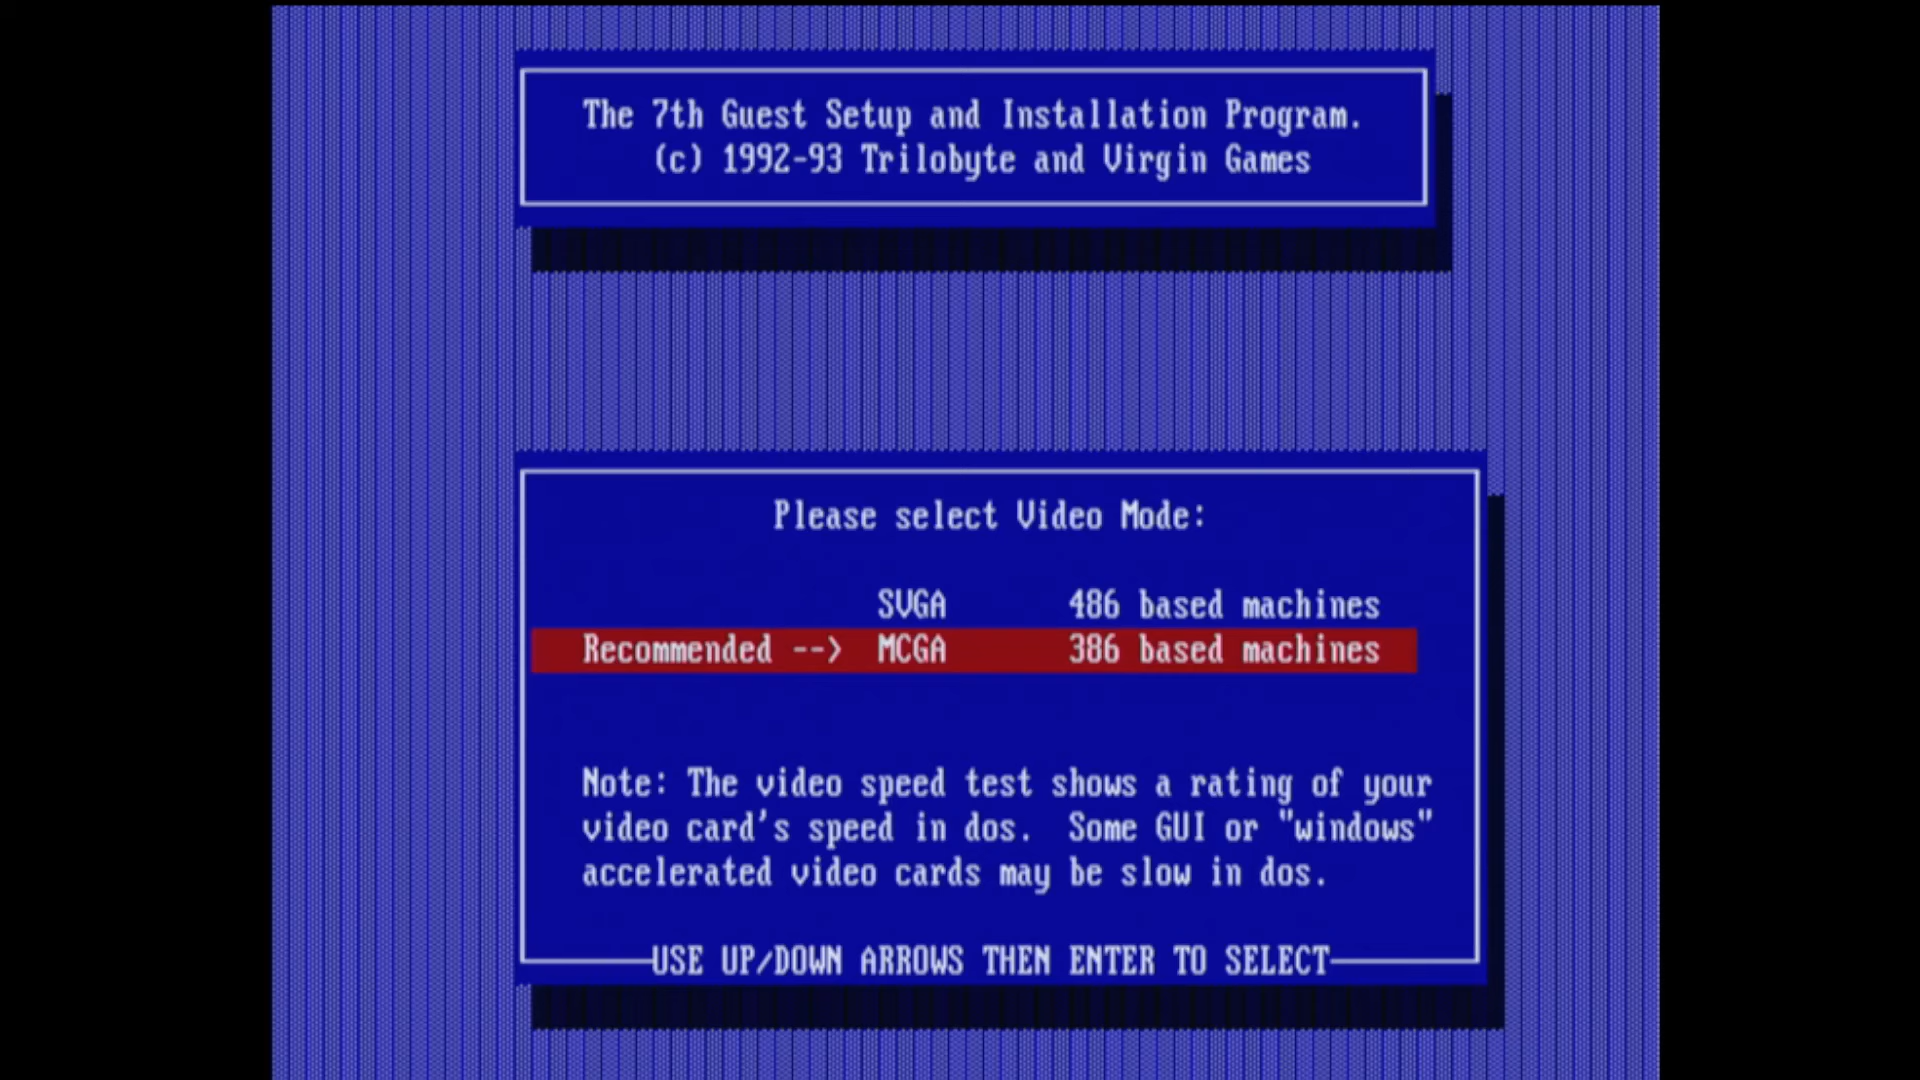 The 7th Guest Setup and Installation Program.
(c) 1992-93 Trilobyte and Virgin Games
Please select Video Mode:
SVGA 486 based machines
Recommended --> MCGA 386 based machines
Note: The video speed test shows a rating of your
video card's speed in dos. Some GUI or "windows"
accelerated video cards may be slow in dos.
USE UP/DOWN ARROWS THEN ENTER TO SELECT